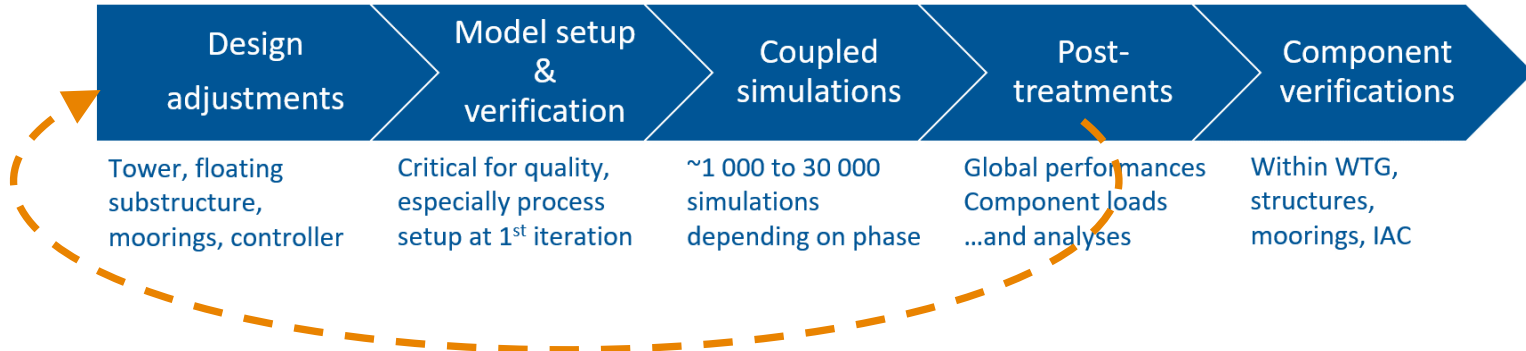 Design
adjustments
Model setup
&
verification
Coupled
simulations
Post-
treatments
Component
verifications
Tower, floating
substructure,
moorings, controller
Critical for quality,
especially process
setup at 1st iteration
~1 000 to 30 000
simulations
depending on phase
Global performances
Component loads
...and analyses
Within WTG,
structures,
moorings, IAC